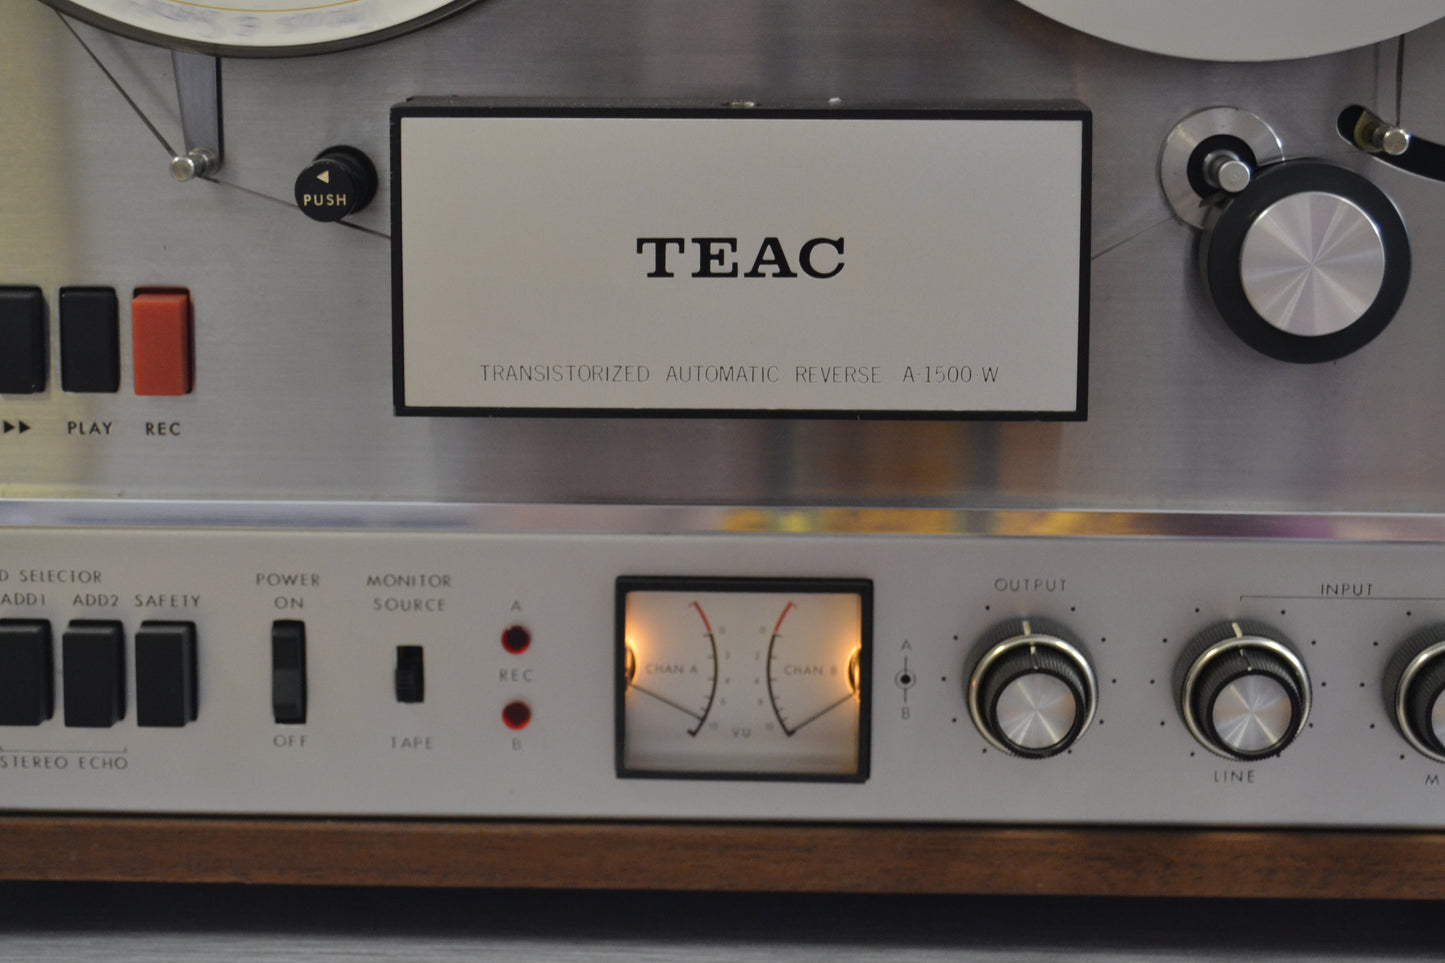 PUSH
TEAC
TRANSISTORIZED AUTOMATIC REVERSE A-1500-W
PLAY REC
SELECTOR
ADD1 ADD2 SAFETY
STEREO ECHO
POWER
ON
OFF
MONITOR
SOURCE
TAPE
A
REC
B
CHAN A
CHAN B
VU
A
B
OUTPUT
INPUT
LINE